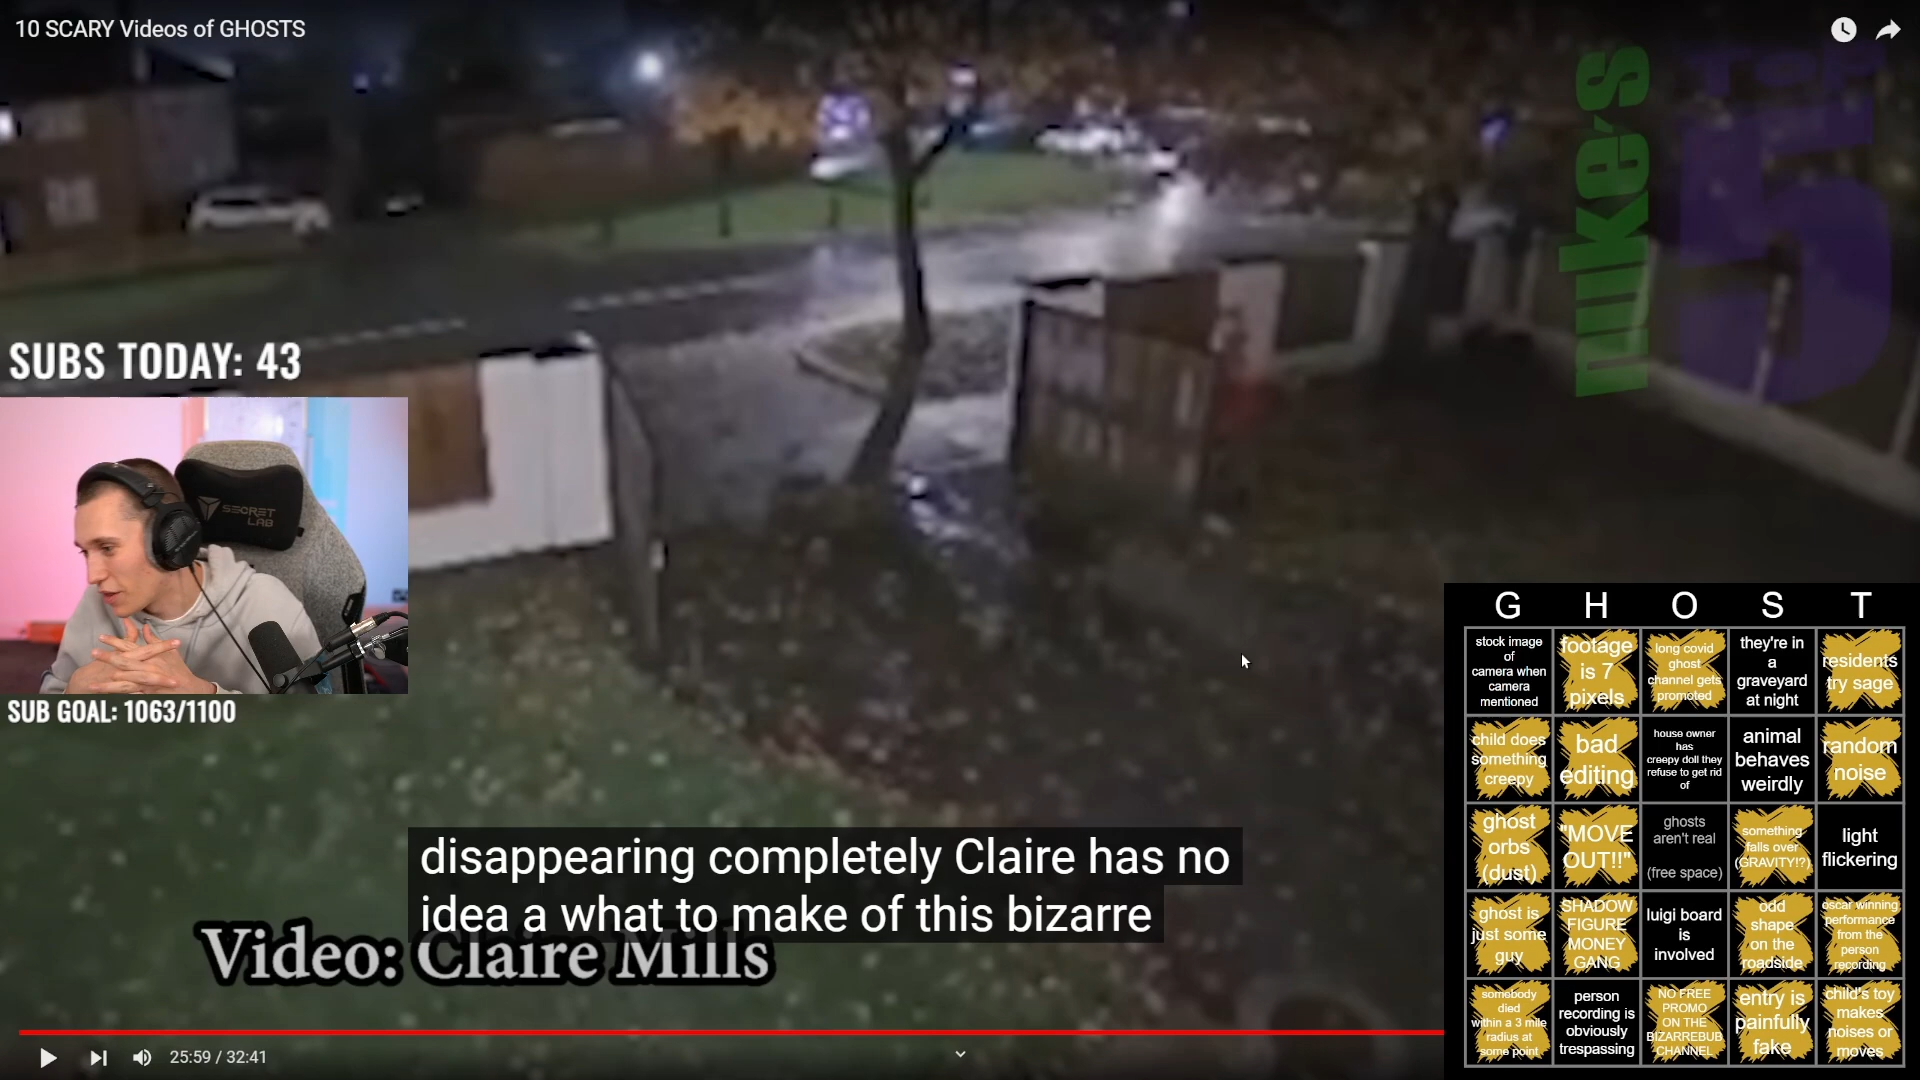 10 SCARY Videos of GHOSTS
nuke's
Top
5
SUBS TODAY: 43
SECRET
LAB
SUB GOAL: 1063/1100
disappearing completely Claire has no
idea a what to make of this bizarre
Video: Claire Mills
25:59 / 32:41
G H O S T
stock image
of
camera when
camera
mentioned
footage
is 7
pixels
long covid
ghost
channel gets
promoted
they're in
a
graveyard
at night
residents
try sage
child does
something
creepy
bad
editing
house owner
has
creepy doll they
refuse to get rid
of
animal
behaves
weirdly
random
noise
ghost
orbs
(dust)
"MOVE
OUT!!"
ghosts
aren't real
(free space)
something
falls over
(GRAVITY!?)
light
flickering
ghost is
just some
guy
SHADOW
FIGURE
MONEY
GANG
luigi board
is
involved
odd
shape
on the
roadside
oscar winning
performance
from the
person
recording
somebody
died
within a 3 mile
radius at
some point
person
recording is
obviously
trespassing
NO FREE
PROMO
ON THE
BIZARREBUB
CHANNEL
entry is
painfully
fake
child's toy
makes
noises or
moves